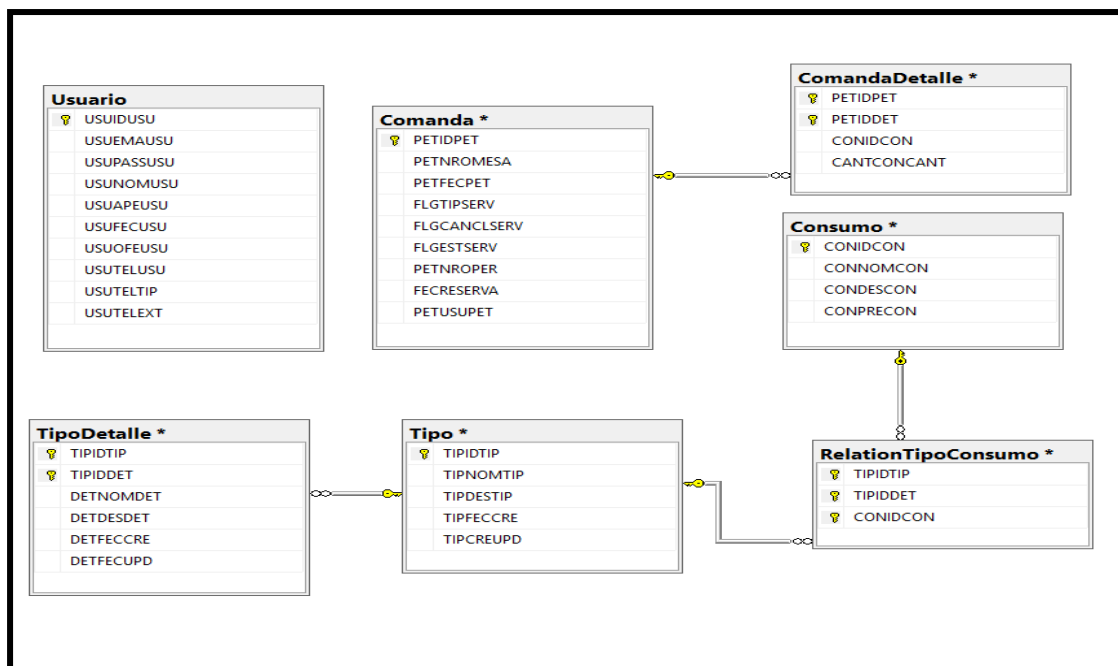 Usuario
USUIDUSU
USUEMAUSU
USUPASSUSU
USUNOMUSU
USUAPEUSU
USUFECUSU
USUOFEUSU
USUTELUSU
USUTELTIP
USUTELEXT
Comanda *
PETIDPET
PETNROMESA
PETFECPET
FLGTIPSERV
FLGCANCLSERV
FLGESTSERV
PETNROPER
FECRESERVA
PETUSUPET
ComandaDetalle *
PETIDPET
PETIDDET
CONIDCON
CANTCONCANT
Consumo *
CONIDCON
CONNOMCON
CONDESCON
CONPRECON
TipoDetalle *
TIPIDTIP
TIPIDDET
DETNOMDET
DETDESDET
DETFECCRE
DETFECUPD
Tipo *
TIPIDTIP
TIPNOMTIP
TIPDESTIP
TIPFECCRE
TIPCREUPD
RelationTipoConsumo *
TIPIDTIP
TIPIDDET
CONIDCON